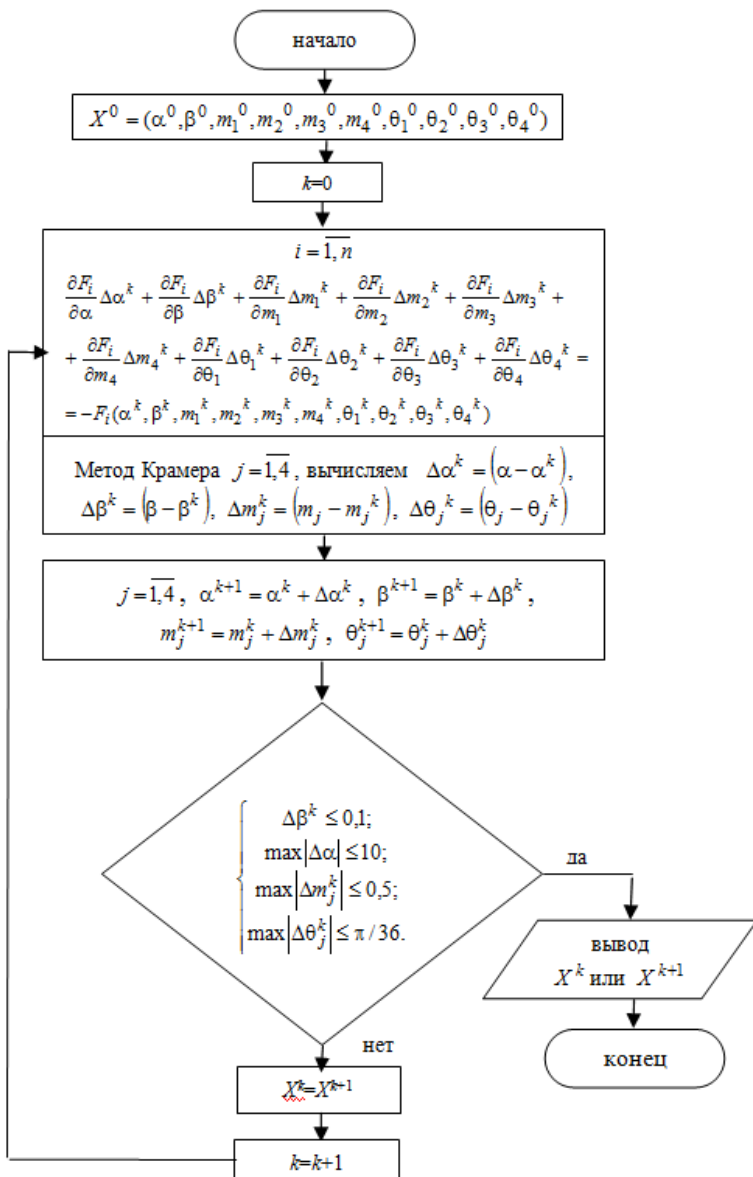 начало
X⁰ = (α⁰, β⁰, m₁⁰, m₂⁰, m₃⁰, m₄⁰, θ₁⁰, θ₂⁰, θ₃⁰, θ₄⁰)
k=0
i = \overline{1, n}
∂Fᵢ/∂α Δαᵏ + ∂Fᵢ/∂β Δβᵏ + ∂Fᵢ/∂m₁ Δm₁ᵏ + ∂Fᵢ/∂m₂ Δm₂ᵏ + ∂Fᵢ/∂m₃ Δm₃ᵏ +
+ ∂Fᵢ/∂m₄ Δm₄ᵏ + ∂Fᵢ/∂θ₁ Δθ₁ᵏ + ∂Fᵢ/∂θ₂ Δθ₂ᵏ + ∂Fᵢ/∂θ₃ Δθ₃ᵏ + ∂Fᵢ/∂θ₄ Δθ₄ᵏ =
= −Fᵢ(αᵏ, βᵏ, m₁ᵏ, m₂ᵏ, m₃ᵏ, m₄ᵏ, θ₁ᵏ, θ₂ᵏ, θ₃ᵏ, θ₄ᵏ)
Метод Крамера j = \overline{1,4} , вычисляем Δαᵏ = (α − αᵏ),
Δβᵏ = (β − βᵏ), Δmⱼᵏ = (mⱼ − mⱼᵏ), Δθⱼᵏ = (θⱼ − θⱼᵏ)
j = \overline{1,4} , αᵏ⁺¹ = αᵏ + Δαᵏ , βᵏ⁺¹ = βᵏ + Δβᵏ ,
mⱼᵏ⁺¹ = mⱼᵏ + Δmⱼᵏ , θⱼᵏ⁺¹ = θⱼᵏ + Δθⱼᵏ
Δβᵏ ≤ 0,1;
max|Δα| ≤ 10;
max|Δmⱼᵏ| ≤ 0,5;
max|Δθⱼᵏ| ≤ π / 36.
да
вывод
Xᵏ или Xᵏ⁺¹
конец
нет
Xᵏ=Xᵏ⁺¹
k=k+1